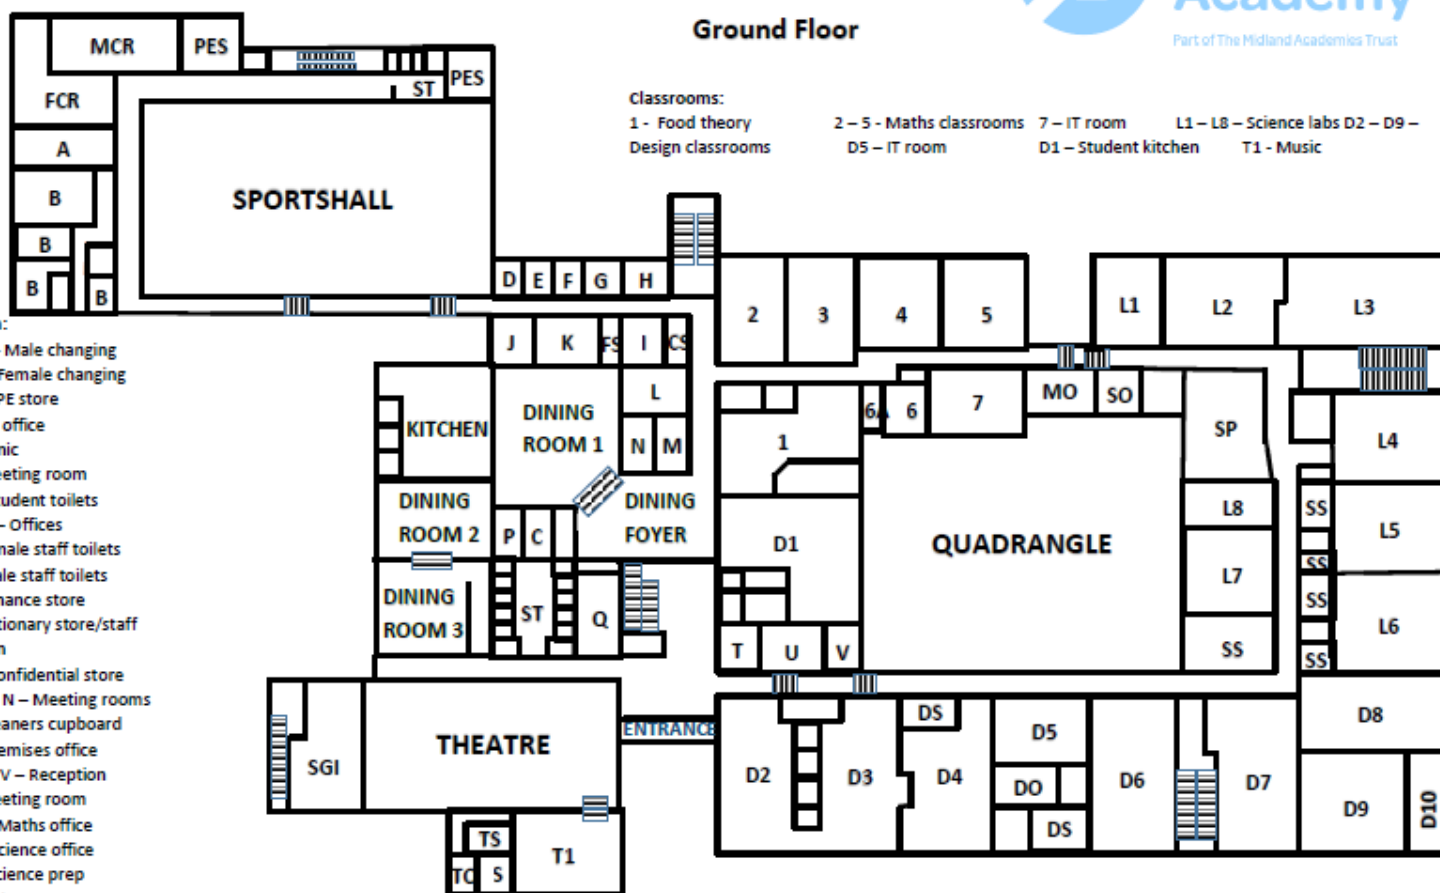 Academy
Part of The Midland Academies Trust
Ground Floor
Classrooms:
1 - Food theory 2 – 5 - Maths classrooms 7 – IT room L1 – L8 – Science labs D2 – D9 –
Design classrooms D5 – IT room D1 – Student kitchen T1 - Music
MCR PES
FCR
ST PES
A
B
B
B B
SPORTSHALL
D E F G H
2 3 4 5
L1 L2 L3
J K FS I CS
L
N M
KITCHEN
DINING
ROOM 1
DINING
ROOM 2
P C
DINING
FOYER
DINING
ROOM 3
ST Q
1
6A 6 7 MO SO
SP
L4
D1
QUADRANGLE
L8
L7
SS
SS
SS
SS
SS
L5
L6
T U V
ENTRANCE
SGI
THEATRE
TS
TC S
T1
D2 D3
DS
D4
D5
DO
DS
D6 D7
D8
D9 D10
Male changing
Female changing
PE store
office
nic
eeting room
tudent toilets
– Offices
male staff toilets
ale staff toilets
nance store
tionary store/staff
onfidential store
N – Meeting rooms
eaners cupboard
emises office
V – Reception
eeting room
Maths office
cience office
cience prep